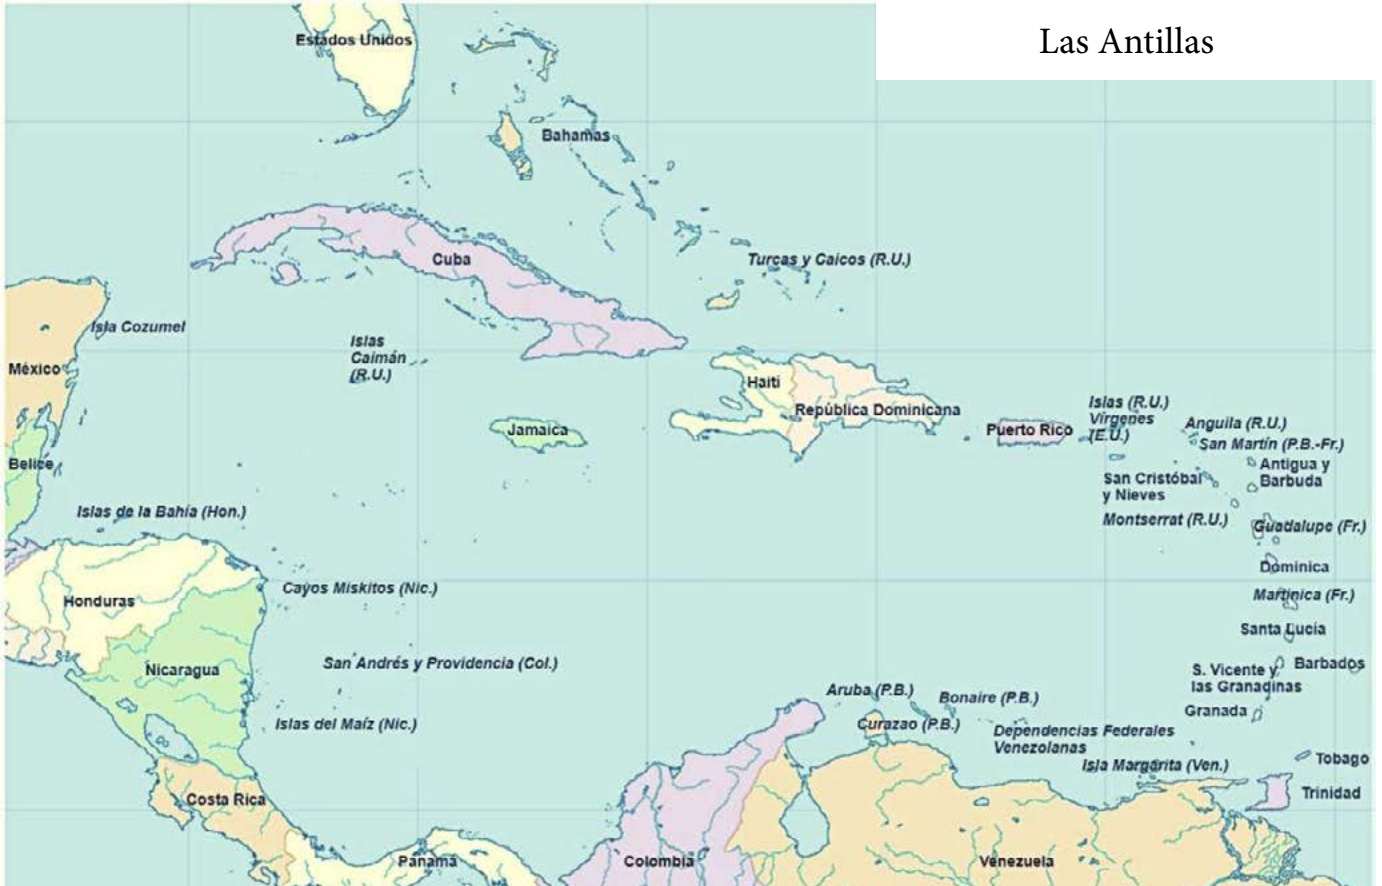 Las Antillas
Estados Unidos
Bahamas
Cuba
Turcas y Caicos (R.U.)
Isla Cozumel
Islas
Caimán
(R.U.)
México
Haití
República Dominicana
Jamaica
Puerto Rico
Islas (R.U.)
Vírgenes
(E.U.)
Anguila (R.U.)
San Martín (P.B.-Fr.)
Belice
San Cristóbal
y Nieves
Antigua y
Barbuda
Islas de la Bahía (Hon.)
Montserrat (R.U.)
Guadalupe (Fr.)
Dominica
Cayos Miskitos (Nic.)
Honduras
Martinica (Fr.)
Santa Lucia
San Andrés y Providencia (Col.)
Nicaragua
S. Vicente y
las Granadinas
Barbados
Aruba (P.B.)
Bonaire (P.B.)
Granada
Islas del Maíz (Nic.)
Curazao (P.B.)
Dependencias Federales
Venezolanas
Isla Margarita (Ven.)
Tobago
Trinidad
Costa Rica
Panamá
Colombia
Venezuela